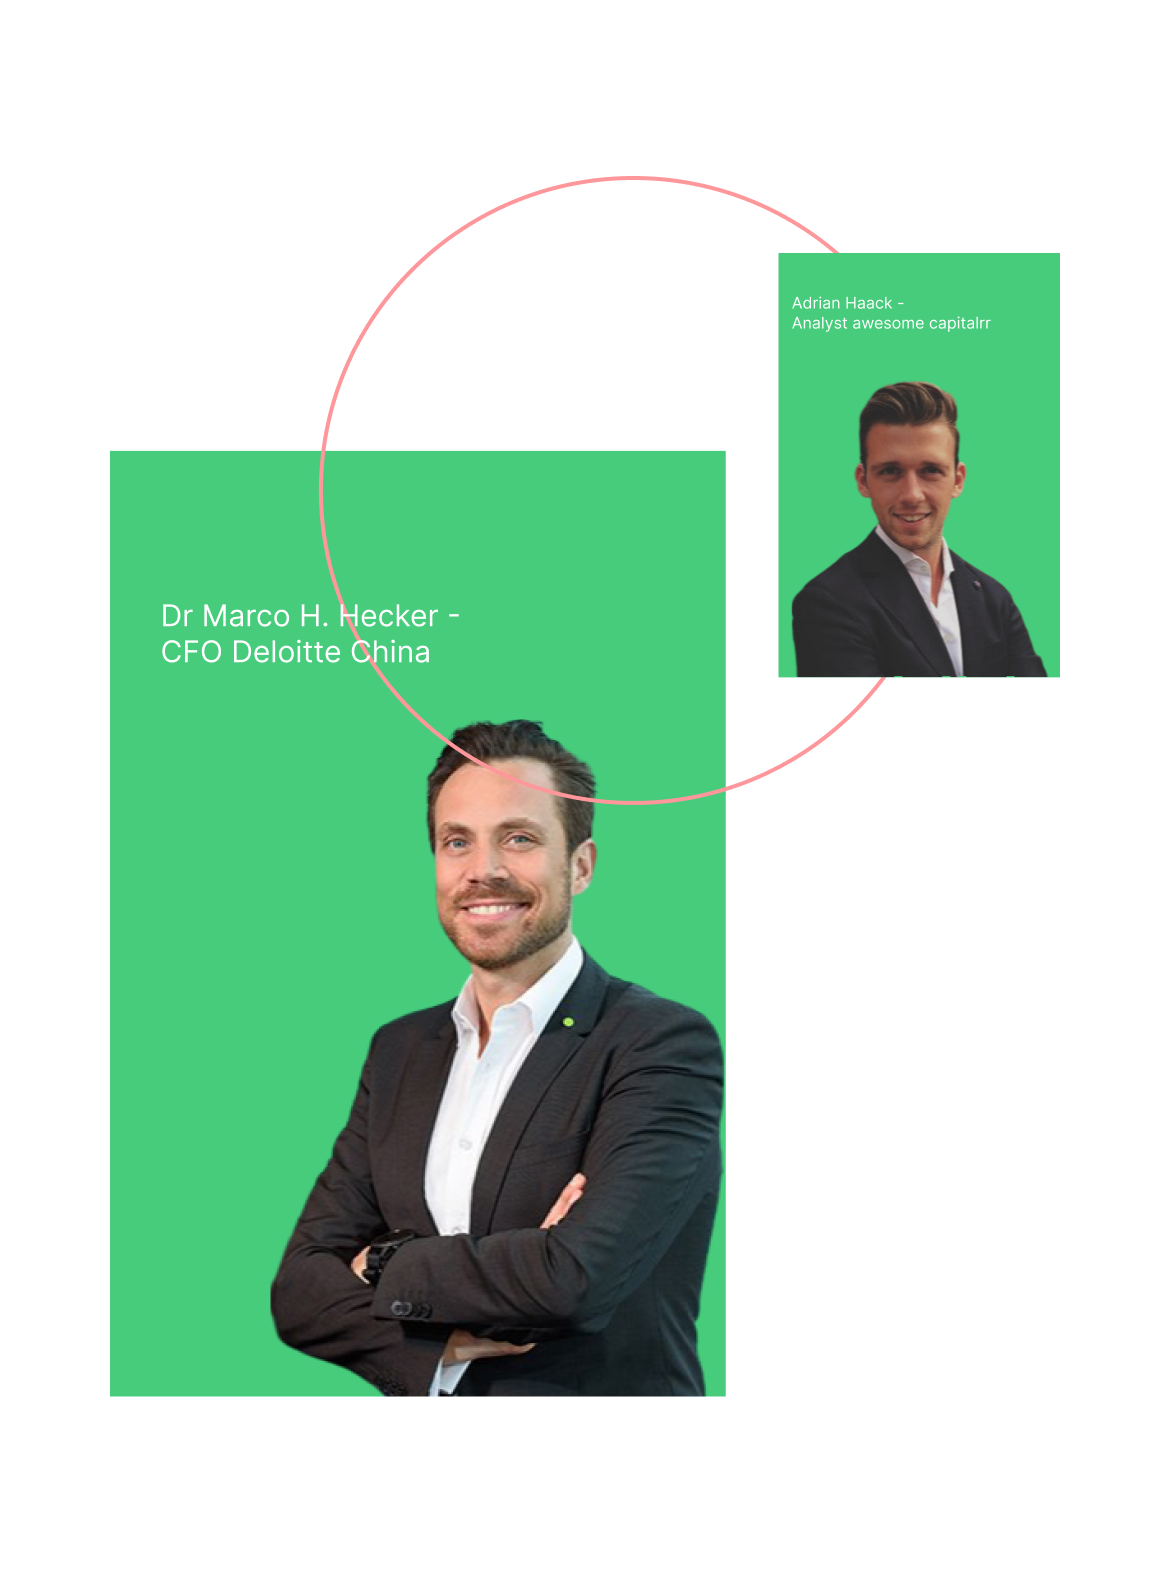 Adrian Haack -
Analyst awesome capitalrr
Dr Marco H. Hecker -
CFO Deloitte China